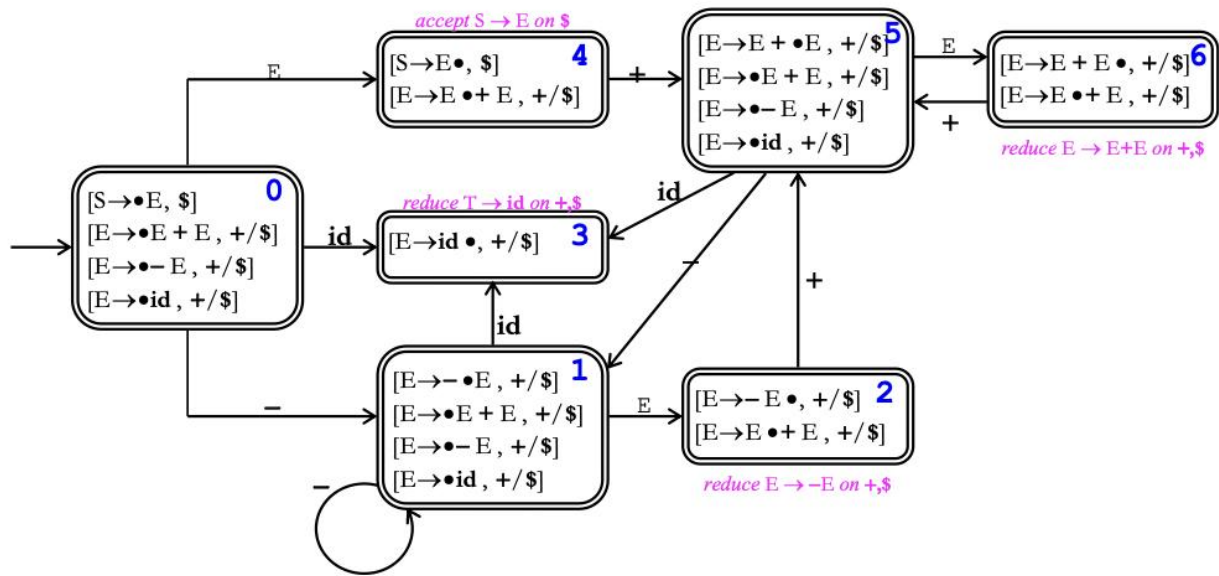 accept S → E on $
4
[S→E●, $]
[E→E ●+ E, +/$]
E
+
5
[E→E + ●E, +/$]
[E→●E + E, +/$]
[E→●– E, +/$]
[E→●id , +/$]
E
+
6
[E→E + E ●, +/$]
[E→E ●+ E, +/$]
reduce E → E+E on +,$
0
[S→●E, $]
[E→●E + E, +/$]
[E→●– E, +/$]
[E→●id , +/$]
id
reduce T → id on +,$
3
[E→id ●, +/$]
id
–
+
id
–
1
[E→– ●E, +/$]
[E→●E + E, +/$]
[E→●– E, +/$]
[E→●id , +/$]
–
E
2
[E→– E ●, +/$]
[E→E ●+ E, +/$]
reduce E → –E on +,$